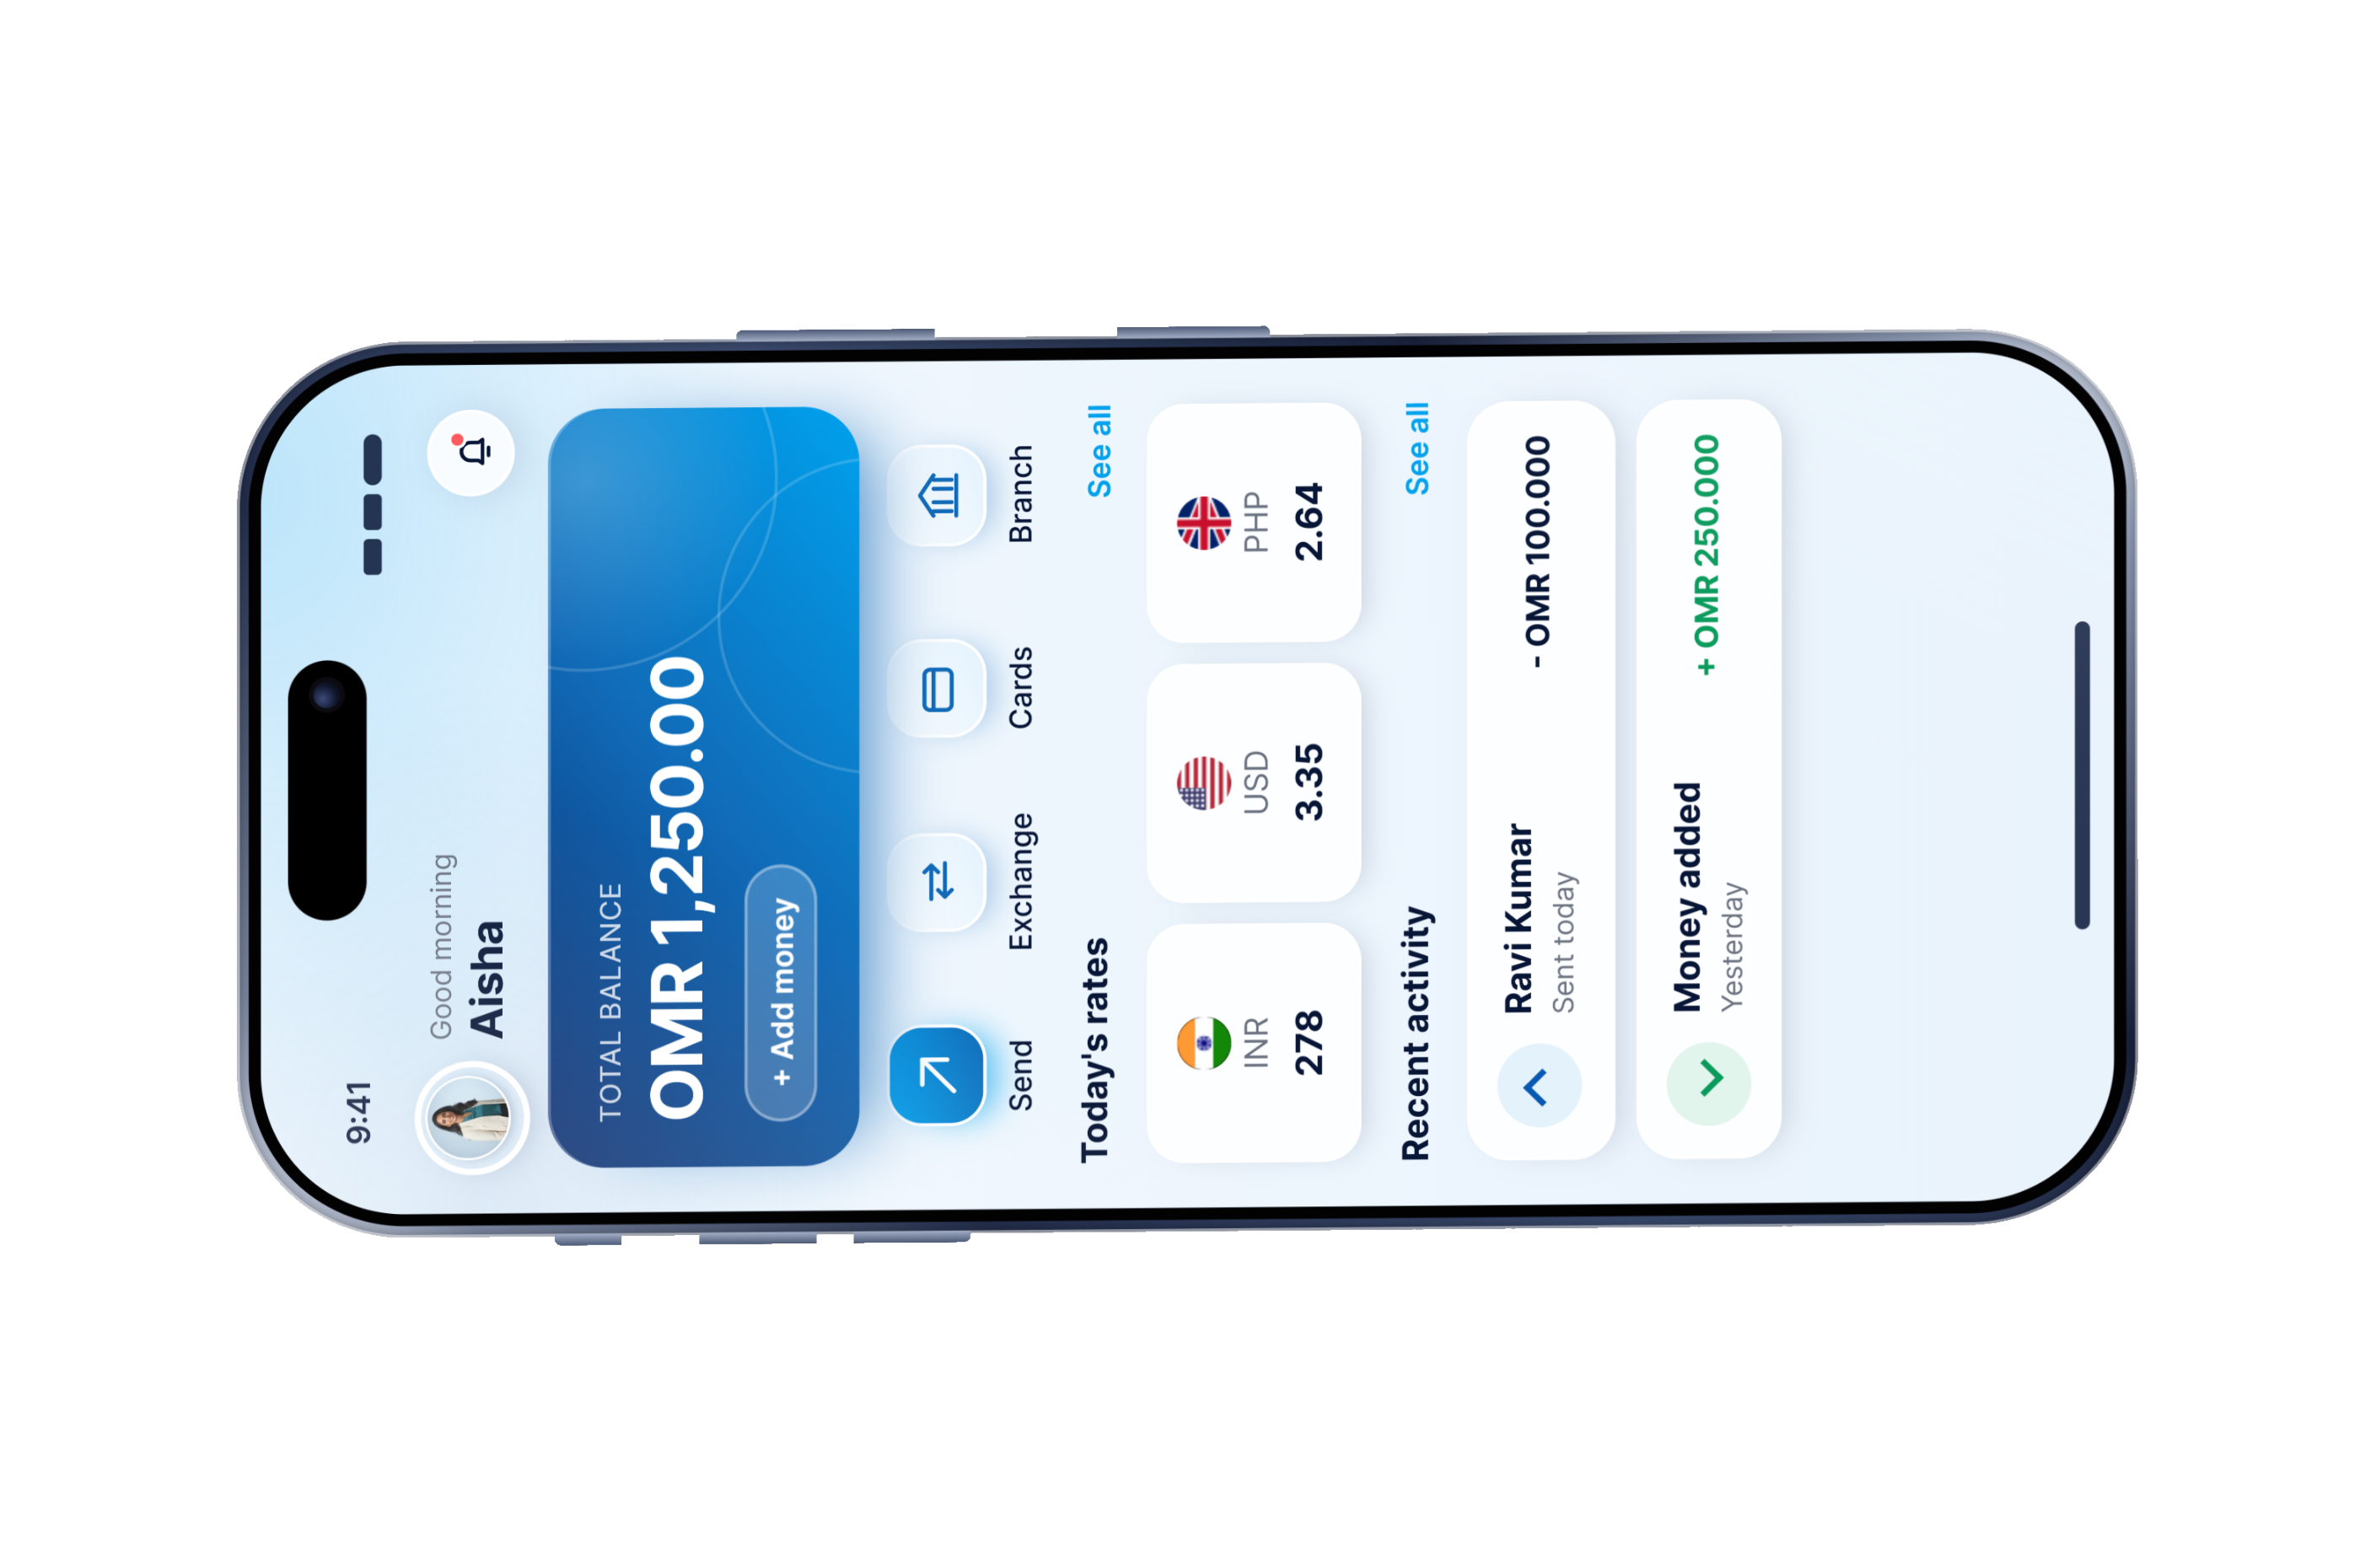 9:41
Good morning
Aisha
TOTAL BALANCE
OMR 1,250.00
+ Add money
Send
Exchange
Cards
Branch
Today's rates
See all
INR
278
USD
3.35
PHP
2.64
Recent activity
See all
Ravi Kumar
Sent today
- OMR 100.000
Money added
Yesterday
+ OMR 250.000